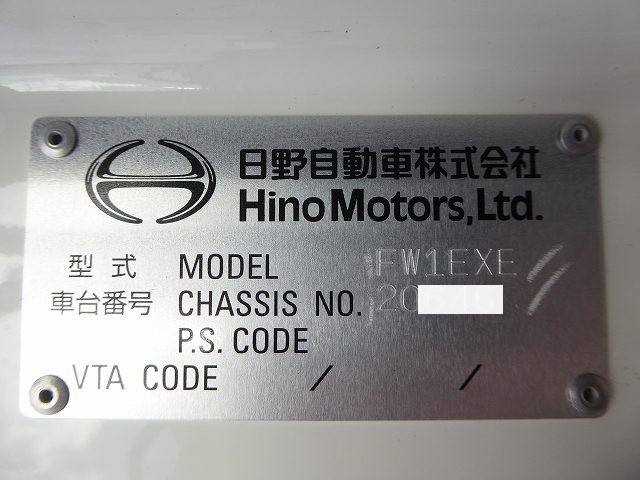 日野自動車株式会社
Hino Motors, Ltd.
型式 MODEL FW1EXE
車台番号 CHASSIS NO. 20
P.S. CODE
VTA CODE / /